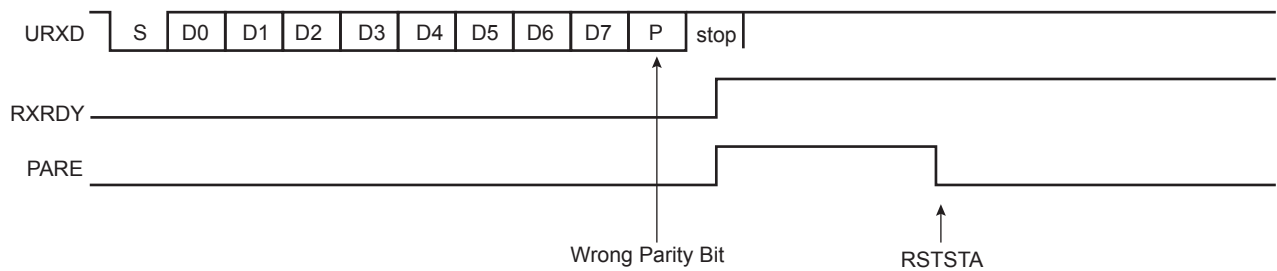 URXD S D0 D1 D2 D3 D4 D5 D6 D7 P stop
RXRDY
PARE
Wrong Parity Bit RSTSTA